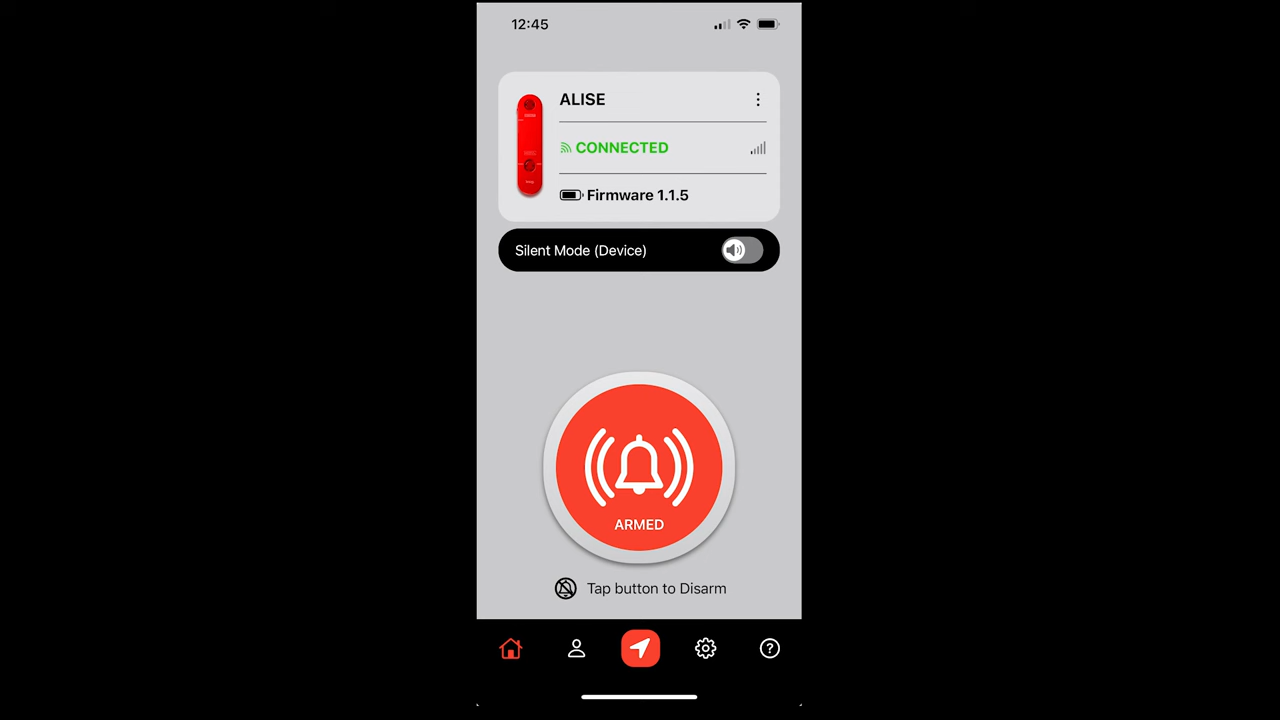 12:45
ALISE
CONNECTED
Firmware 1.1.5
Silent Mode (Device)
ARMED
Tap button to Disarm